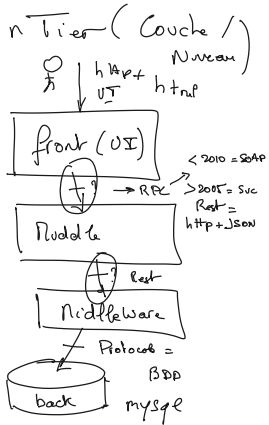 n Tier ( Couche /
Niveau )
http +
UI
html
front (UI)
?
→ RPC
< 2010 = SOAP
> 2005 = Svc
Rest =
http + JSON
Muddle
?
Rest
Middleware
Protocole =
BDD
back
mysql